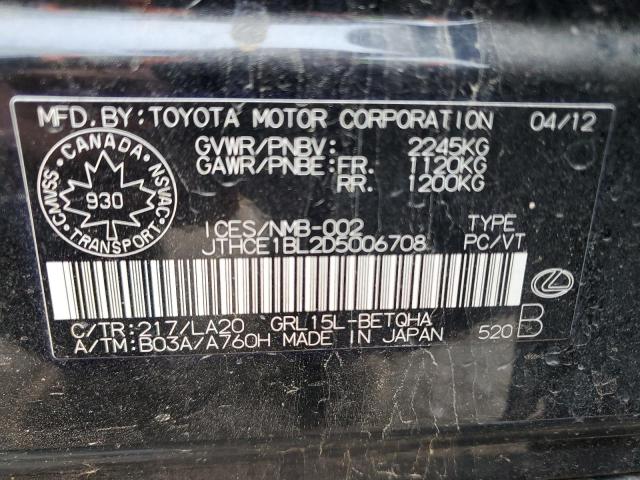 MFD. BY: TOYOTA MOTOR CORPORATION 04/12
GVWR/PNBV: 2245KG
GAWR/PNBE: FR. 1120KG
RR. 1200KG
CANADA
CMVSS NSVAC
930
TRANSPORT
ICES/NMB-002
JTHCE1BL2D5006708
TYPE
PC/VT
C/TR: 217/LA20 GRL15L-BETQHA
A/TM: B03A/A760H MADE IN JAPAN 520 B